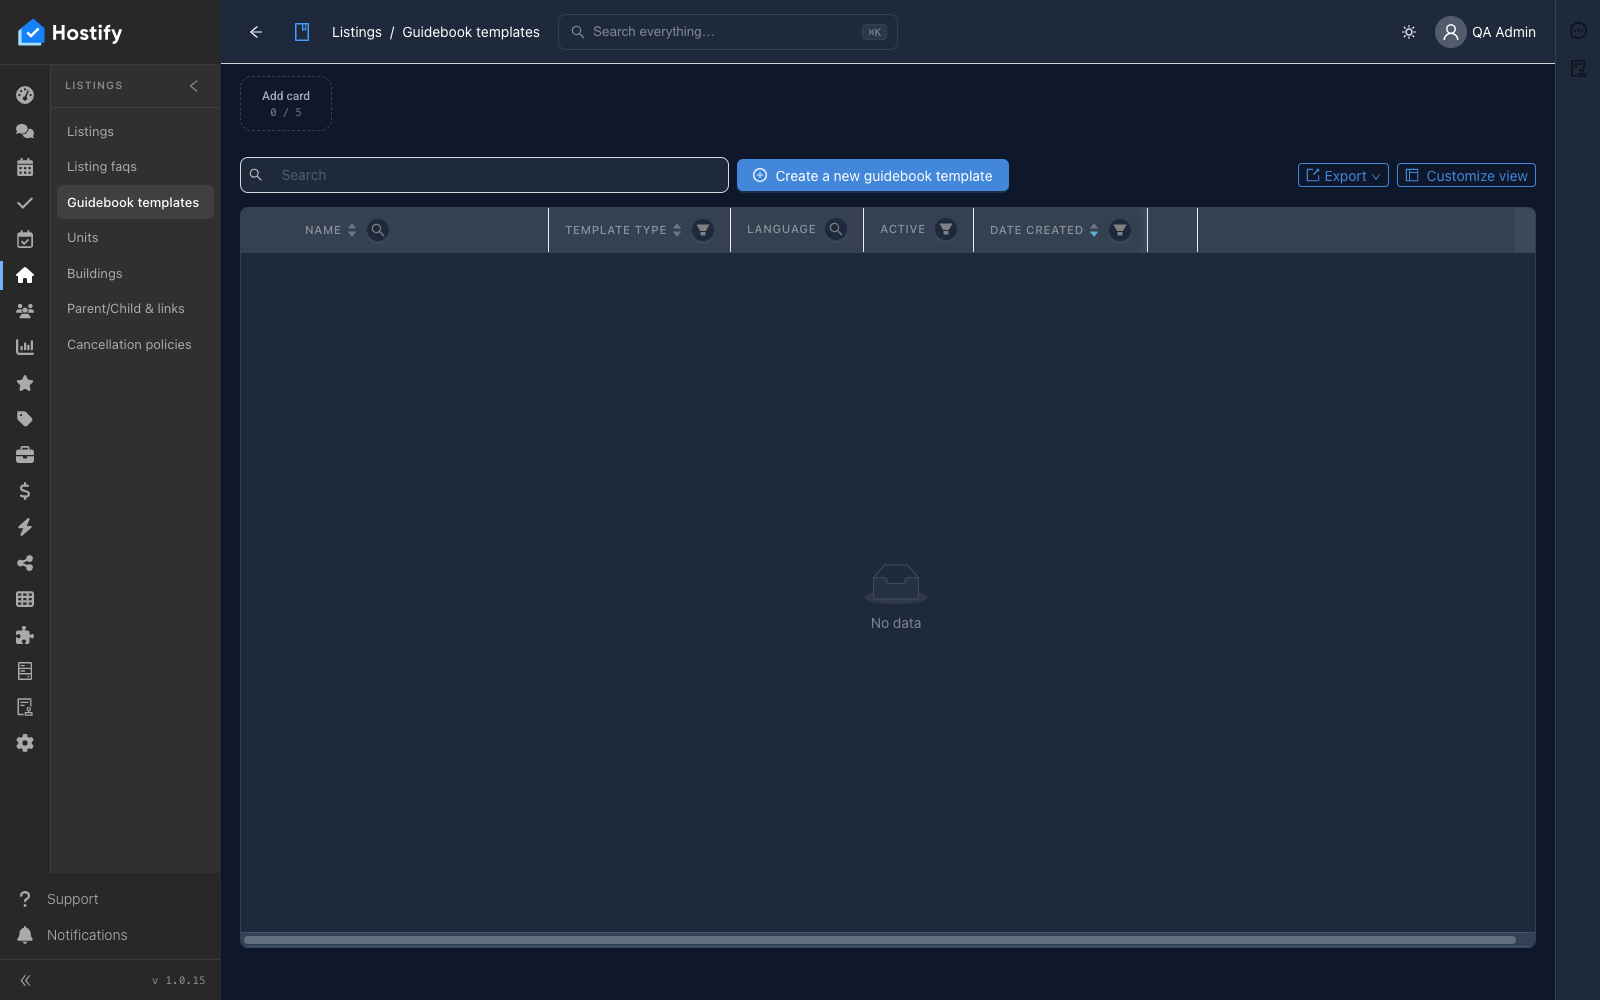 Hostify
Listings / Guidebook templates
Search everything...
⌘K
QA Admin
LISTINGS
Listings
Listing faqs
Guidebook templates
Units
Buildings
Parent/Child & links
Cancellation policies
Support
Notifications
v 1.0.15
Add card
0 / 5
Search
Create a new guidebook template
Export
Customize view
NAME
TEMPLATE TYPE
LANGUAGE
ACTIVE
DATE CREATED
No data